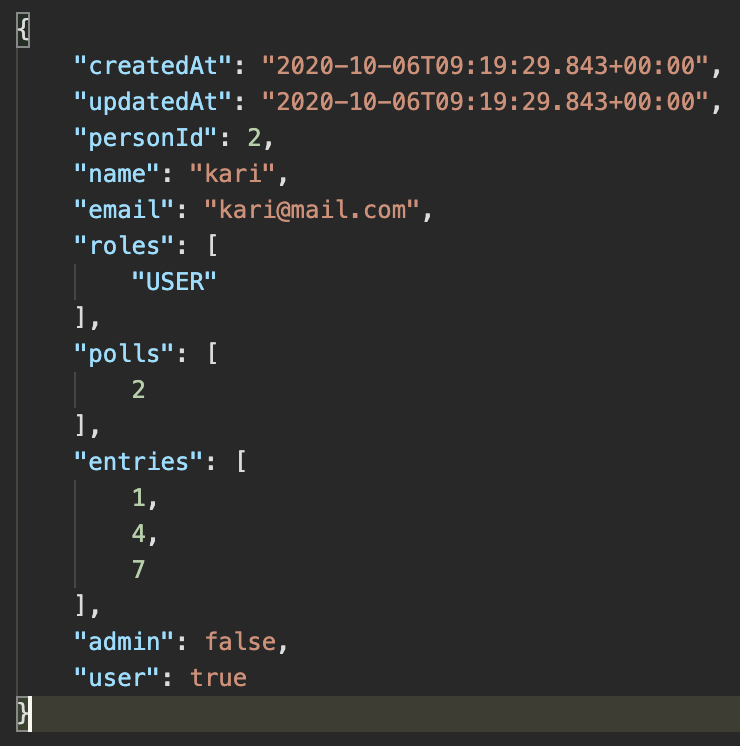 {
    "createdAt": "2020-10-06T09:19:29.843+00:00",
    "updatedAt": "2020-10-06T09:19:29.843+00:00",
    "personId": 2,
    "name": "kari",
    "email": "kari@mail.com",
    "roles": [
        "USER"
    ],
    "polls": [
        2
    ],
    "entries": [
        1,
        4,
        7
    ],
    "admin": false,
    "user": true
}